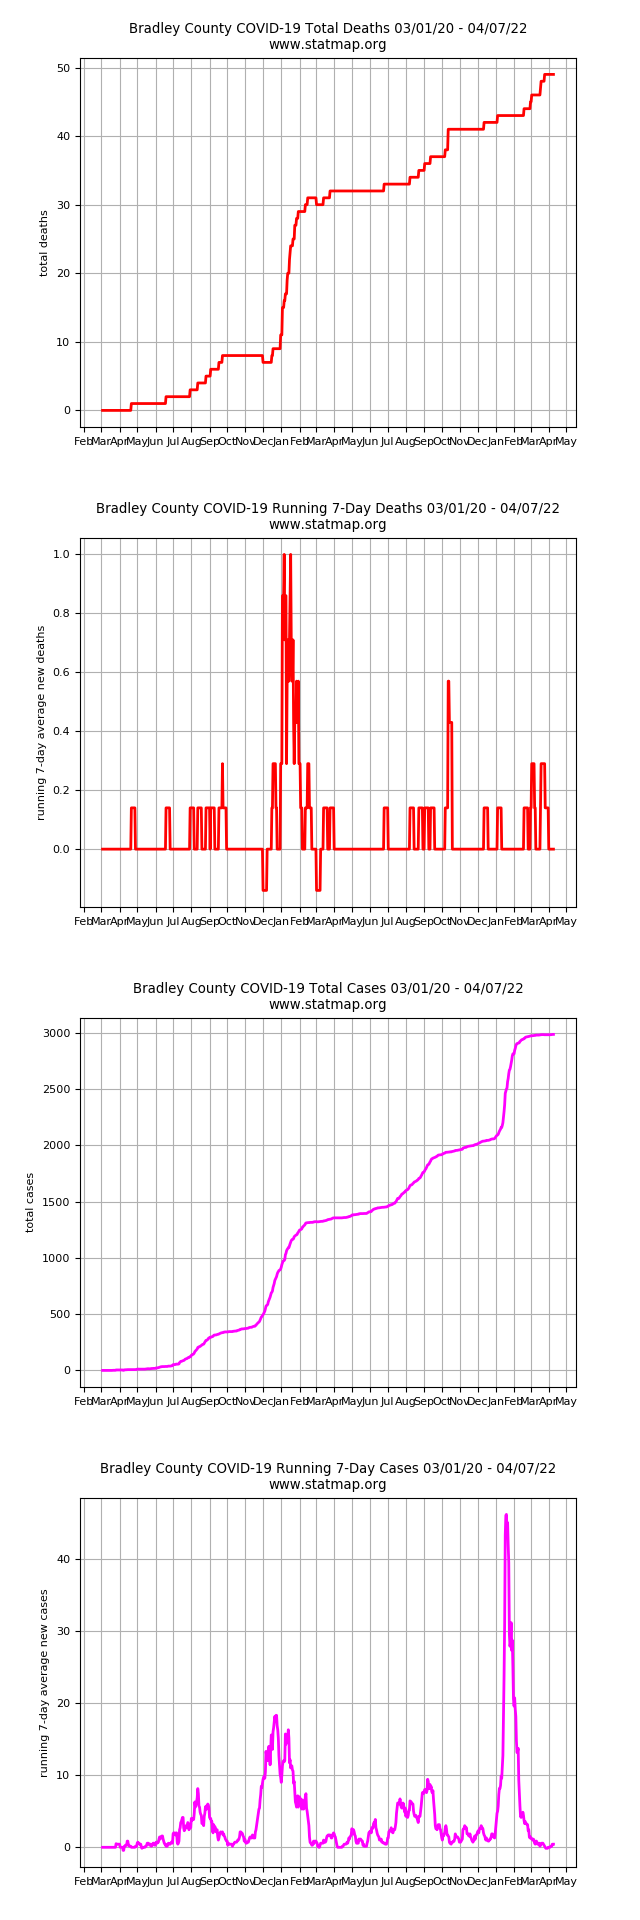 Bradley County COVID-19 Total Deaths 03/01/20 - 04/07/22
www.statmap.org
50
40
30
20
10
0
total deaths
Feb Mar Apr May Jun Jul Aug Sep Oct Nov Dec Jan Feb Mar Apr May Jun Jul Aug Sep Oct Nov Dec Jan Feb Mar Apr May
Bradley County COVID-19 Running 7-Day Deaths 03/01/20 - 04/07/22
www.statmap.org
1.0
0.8
0.6
0.4
0.2
0.0
running 7-day average new deaths
Feb Mar Apr May Jun Jul Aug Sep Oct Nov Dec Jan Feb Mar Apr May Jun Jul Aug Sep Oct Nov Dec Jan Feb Mar Apr May
Bradley County COVID-19 Total Cases 03/01/20 - 04/07/22
www.statmap.org
3000
2500
2000
1500
1000
500
0
total cases
Feb Mar Apr May Jun Jul Aug Sep Oct Nov Dec Jan Feb Mar Apr May Jun Jul Aug Sep Oct Nov Dec Jan Feb Mar Apr May
Bradley County COVID-19 Running 7-Day Cases 03/01/20 - 04/07/22
www.statmap.org
40
30
20
10
0
running 7-day average new cases
Feb Mar Apr May Jun Jul Aug Sep Oct Nov Dec Jan Feb Mar Apr May Jun Jul Aug Sep Oct Nov Dec Jan Feb Mar Apr May